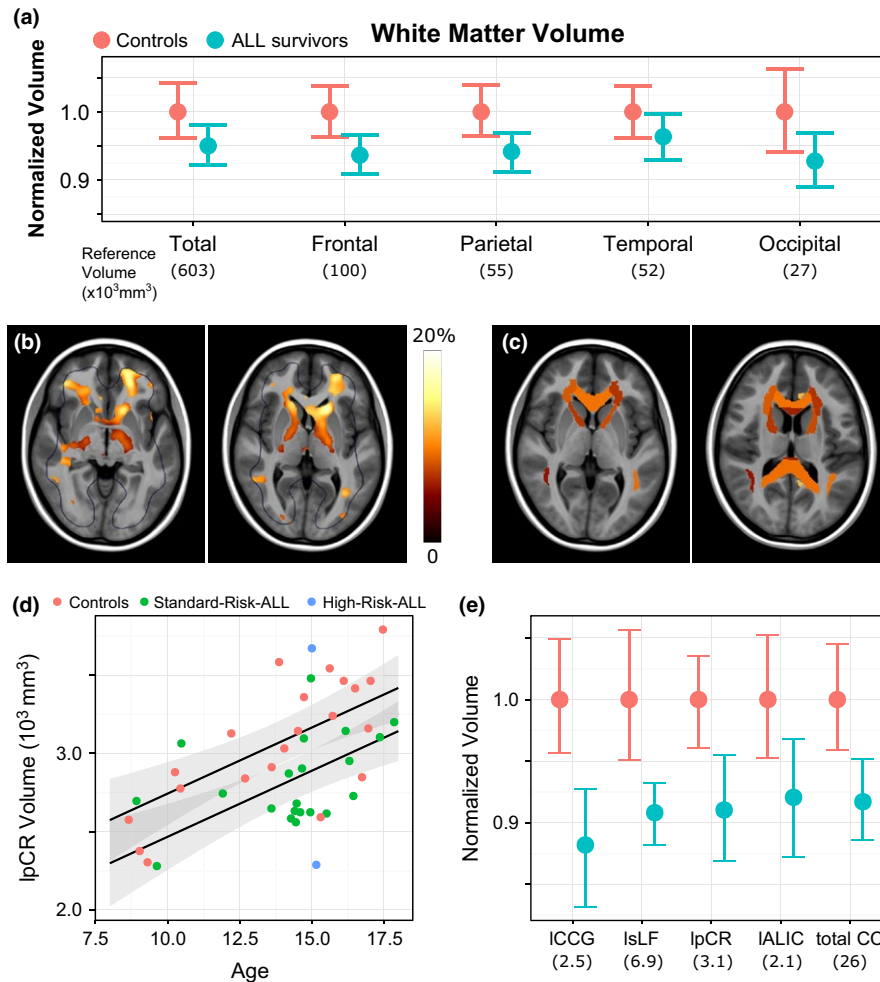 (a)
White Matter Volume
Controls ALL survivors
Normalized Volume
1.0
0.9
Total Frontal Parietal Temporal Occipital
Reference Volume (x10³mm³)
(603) (100) (55) (52) (27)
(b)
20%
0
(c)
(d)
Controls Standard-Risk-ALL High-Risk-ALL
lpCR Volume (10³ mm³)
3.0
2.0
7.5 10.0 12.5 15.0 17.5
Age
(e)
Normalized Volume
1.0
0.9
lCCG lsLF lpCR lALIC total CC
(2.5) (6.9) (3.1) (2.1) (26)